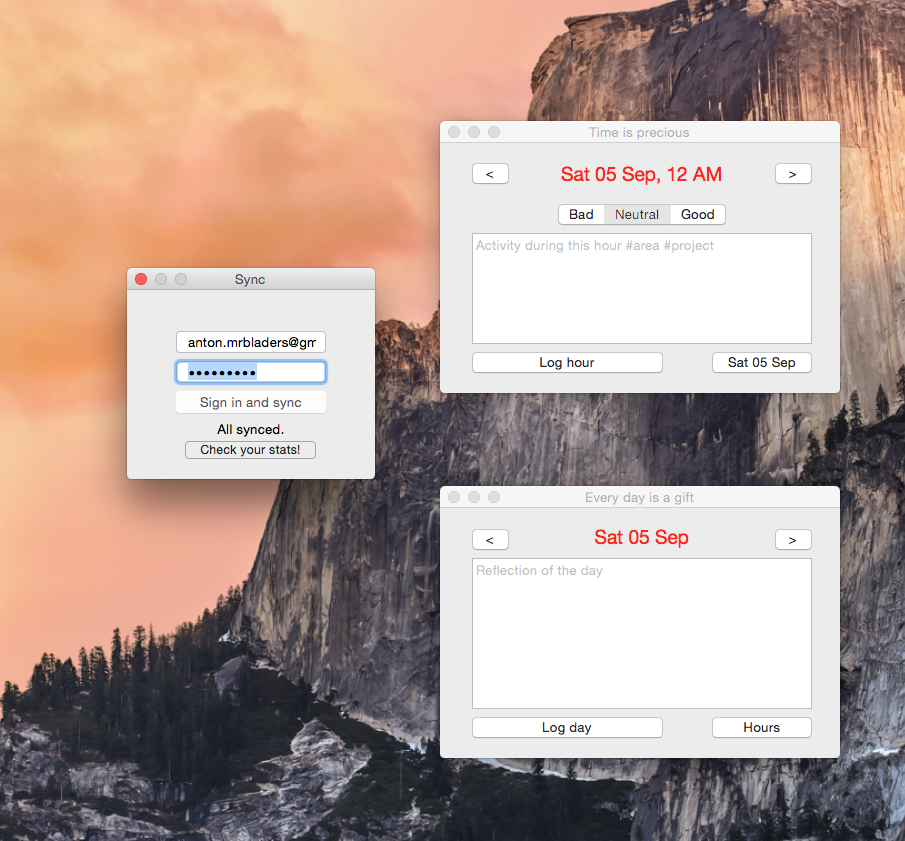 Sync
anton.mrbladers@gm
•••••••••
Sign in and sync
All synced.
Check your stats!
Time is precious
< Sat 05 Sep, 12 AM >
Bad Neutral Good
Activity during this hour #area #project
Log hour Sat 05 Sep
Every day is a gift
< Sat 05 Sep >
Reflection of the day
Log day Hours